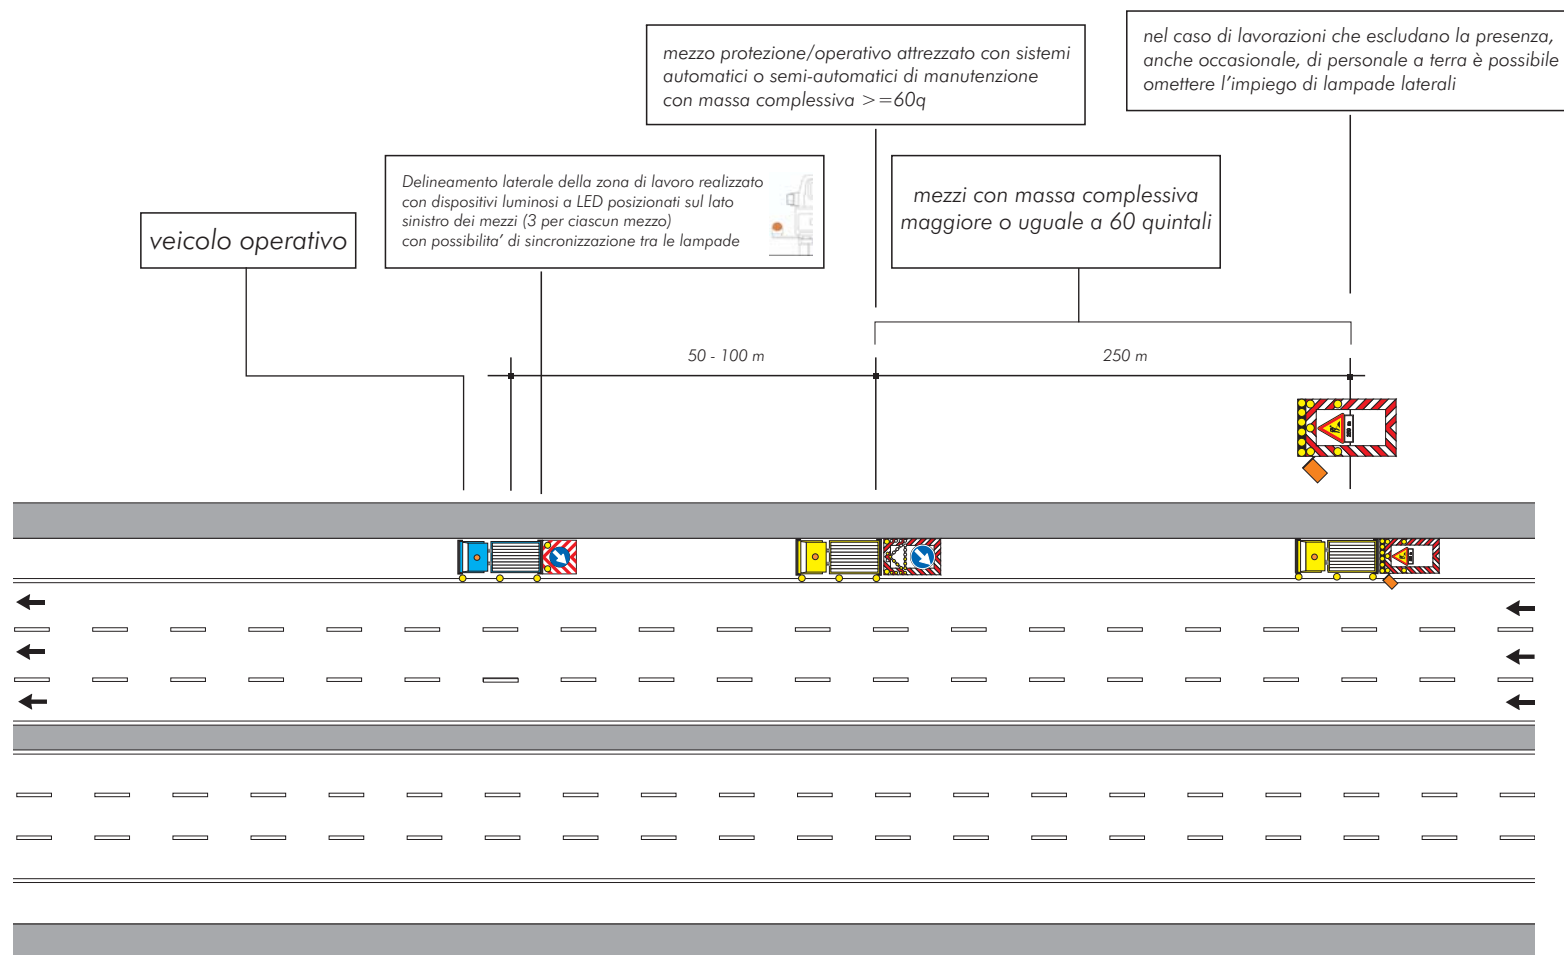 nel caso di lavorazioni che escludano la presenza,
anche occasionale, di personale a terra è possibile
omettere l'impiego di lampade laterali
mezzo protezione/operativo attrezzato con sistemi
automatici o semi-automatici di manutenzione
con massa complessiva >=60q
Delineamento laterale della zona di lavoro realizzato
con dispositivi luminosi a LED posizionati sul lato
sinistro dei mezzi (3 per ciascun mezzo)
con possibilita' di sincronizzazione tra le lampade
mezzi con massa complessiva
maggiore o uguale a 60 quintali
veicolo operativo
50 - 100 m
250 m